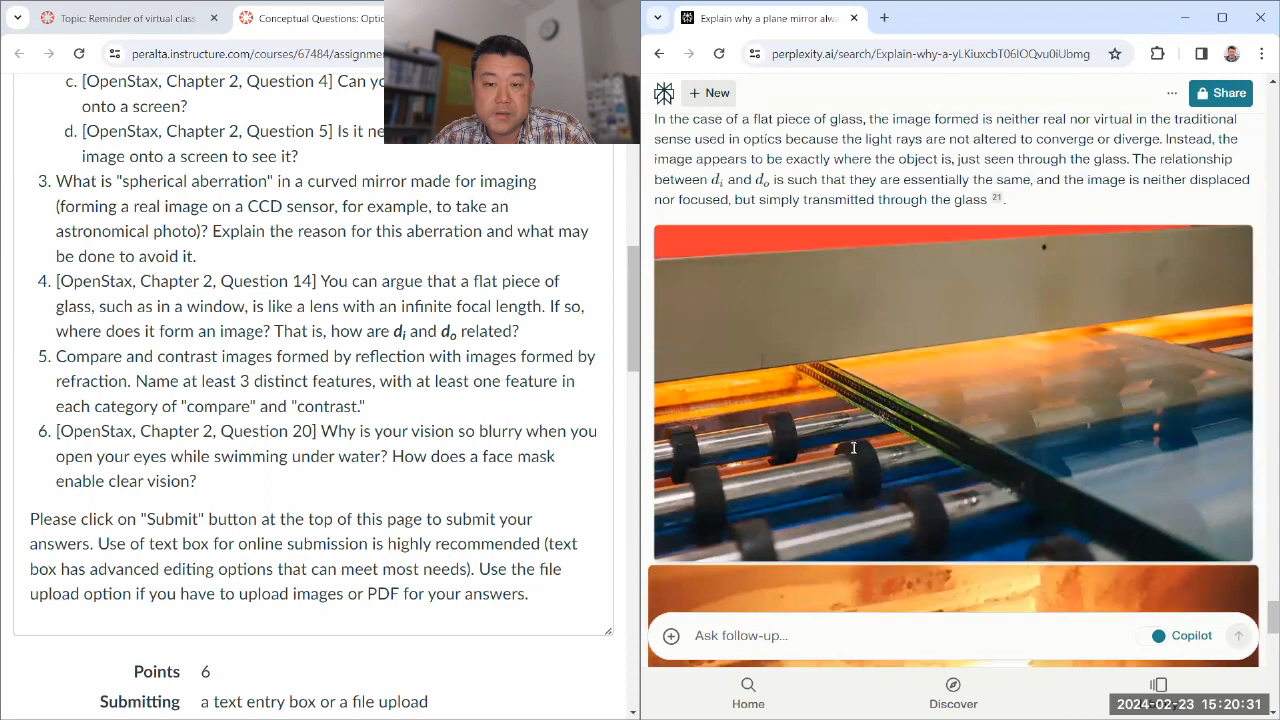 Topic: Reminder of virtual class
Conceptual Questions: Optic
peralta.instructure.com/courses/67484/assignme
c. [OpenStax, Chapter 2, Question 4] Can yo
onto a screen?
d. [OpenStax, Chapter 2, Question 5] Is it ne
image onto a screen to see it?
3. What is "spherical aberration" in a curved mirror made for imaging
(forming a real image on a CCD sensor, for example, to take an
astronomical photo)? Explain the reason for this aberration and what may
be done to avoid it.
4. [OpenStax, Chapter 2, Question 14] You can argue that a flat piece of
glass, such as in a window, is like a lens with an infinite focal length. If so,
where does it form an image? That is, how are di and do related?
5. Compare and contrast images formed by reflection with images formed by
refraction. Name at least 3 distinct features, with at least one feature in
each category of "compare" and "contrast."
6. [OpenStax, Chapter 2, Question 20] Why is your vision so blurry when you
open your eyes while swimming under water? How does a face mask
enable clear vision?
Please click on "Submit" button at the top of this page to submit your
answers. Use of text box for online submission is highly recommended (text
box has advanced editing options that can meet most needs). Use the file
upload option if you have to upload images or PDF for your answers.
Points 6
Submitting a text entry box or a file upload
Explain why a plane mirror alw
perplexity.ai/search/Explain-why-a-yLKiuxcbT06IOQvu0iUbmg
+ New
Share
In the case of a flat piece of glass, the image formed is neither real nor virtual in the traditional
sense used in optics because the light rays are not altered to converge or diverge. Instead, the
image appears to be exactly where the object is, just seen through the glass. The relationship
between di and do is such that they are essentially the same, and the image is neither displaced
nor focused, but simply transmitted through the glass 21.
Ask follow-up...
Copilot
Home
Discover
2024-02-23 15:20:31